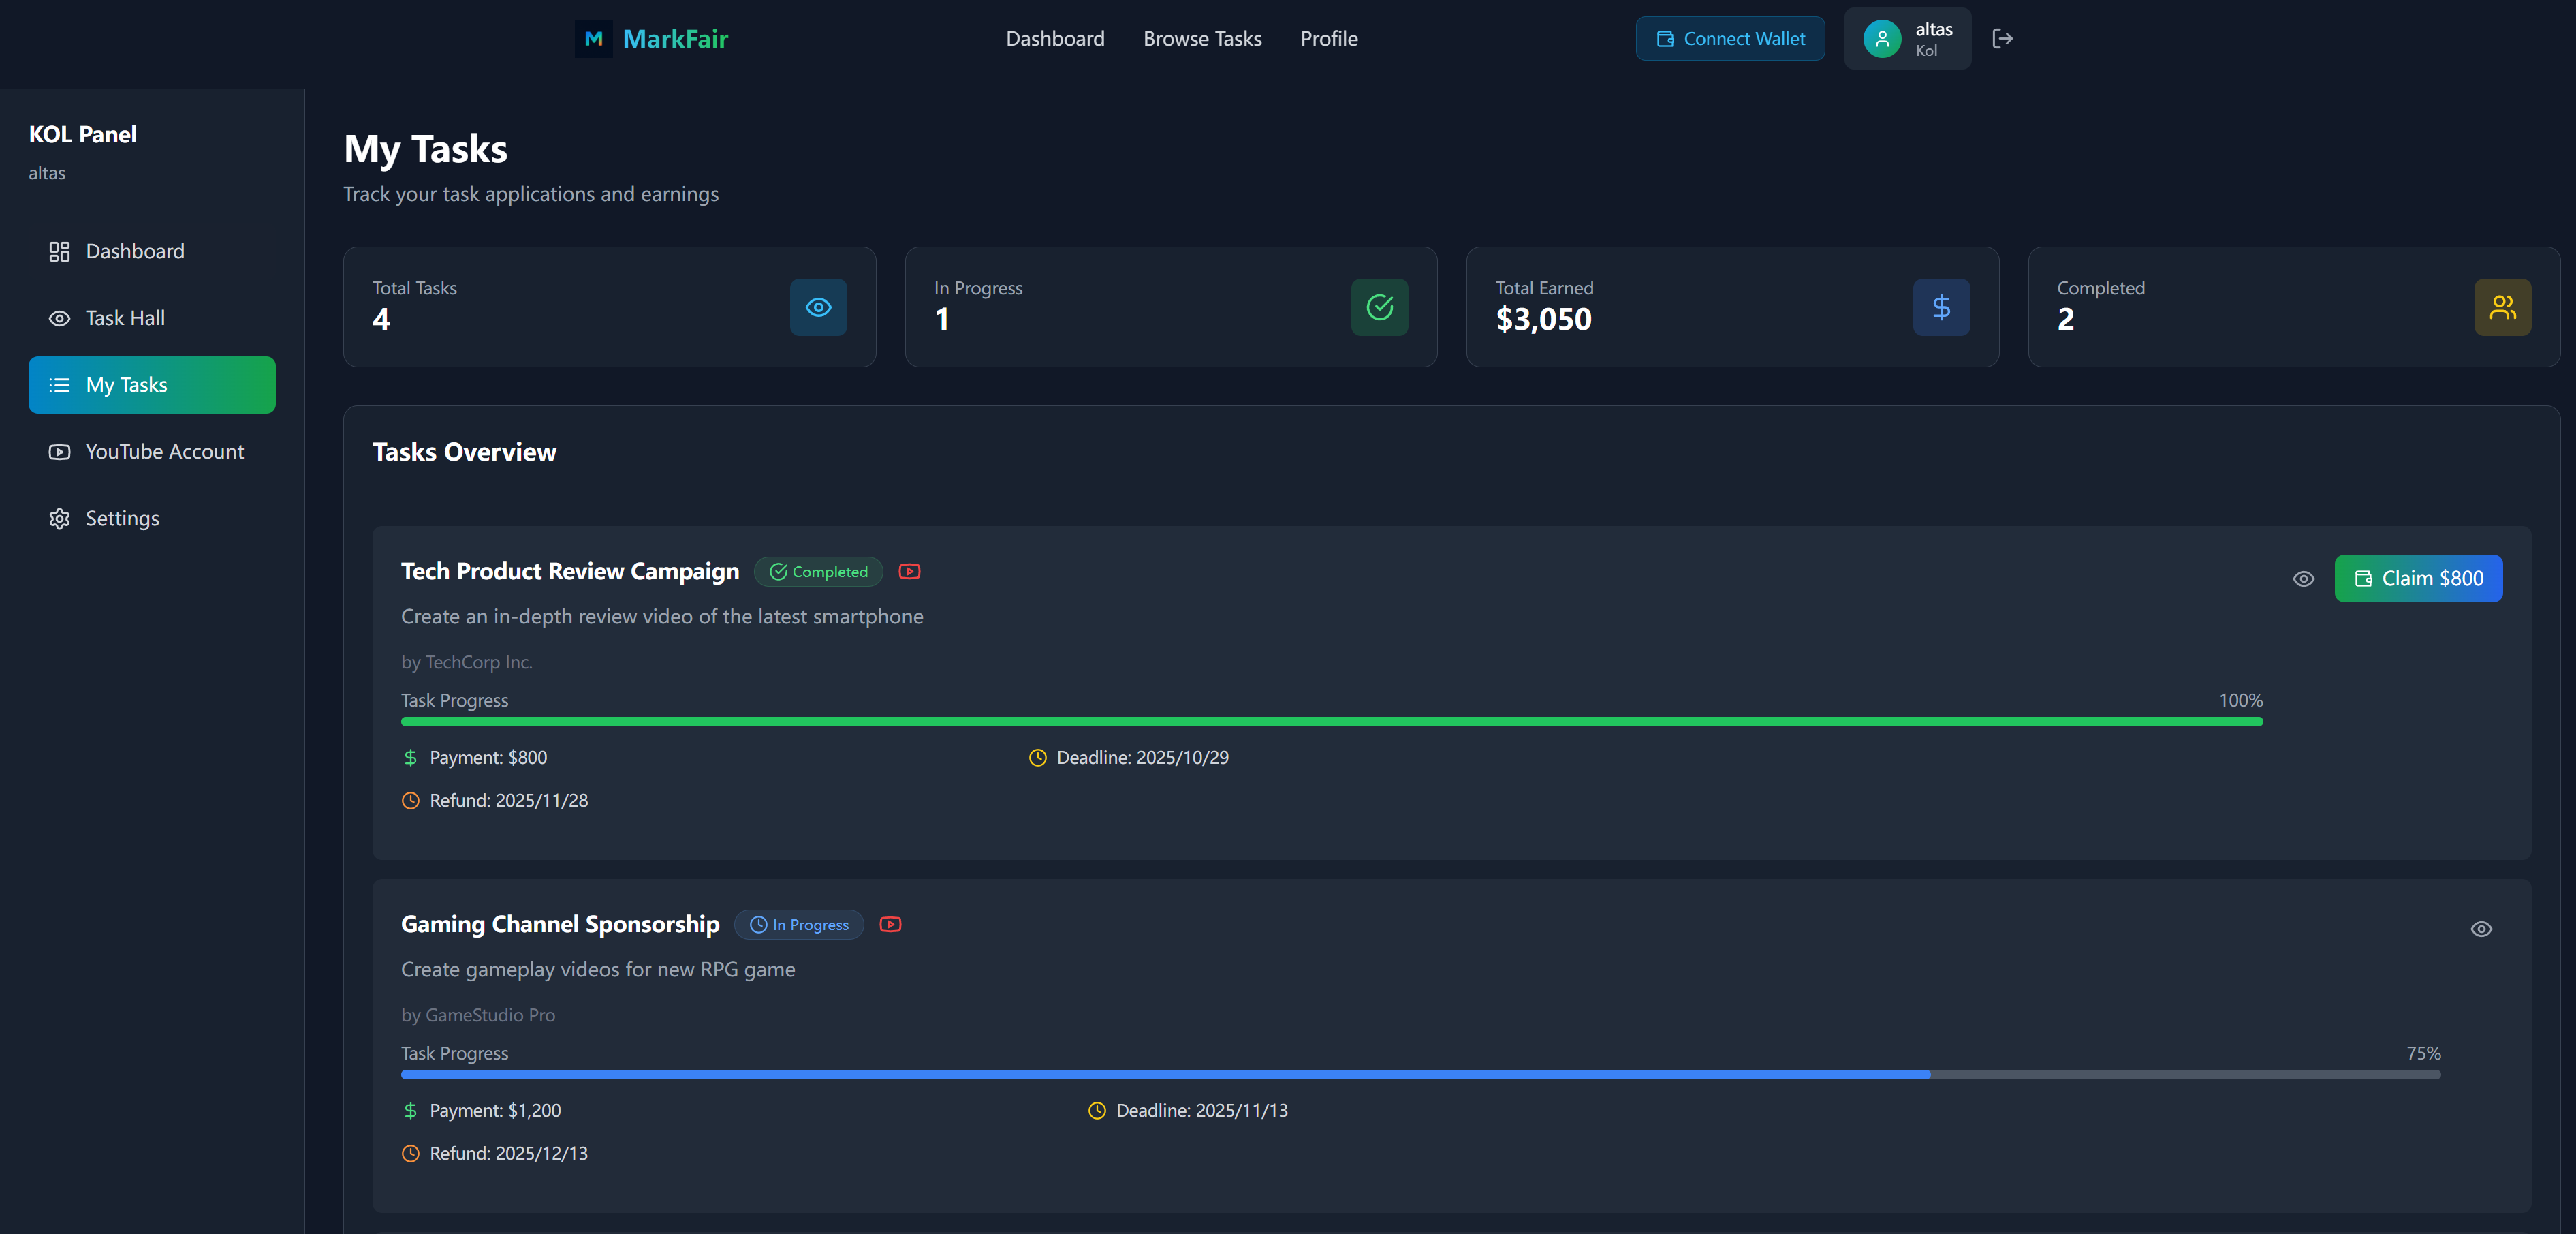 MarkFair
Dashboard
Browse Tasks
Profile
Connect Wallet
altas
Kol
KOL Panel
altas
Dashboard
Task Hall
My Tasks
YouTube Account
Settings
My Tasks
Track your task applications and earnings
Total Tasks
4
In Progress
1
Total Earned
$3,050
Completed
2
Tasks Overview
Tech Product Review Campaign
Completed
Claim $800
Create an in-depth review video of the latest smartphone
by TechCorp Inc.
Task Progress
100%
Payment: $800
Deadline: 2025/10/29
Refund: 2025/11/28
Gaming Channel Sponsorship
In Progress
Create gameplay videos for new RPG game
by GameStudio Pro
Task Progress
75%
Payment: $1,200
Deadline: 2025/11/13
Refund: 2025/12/13